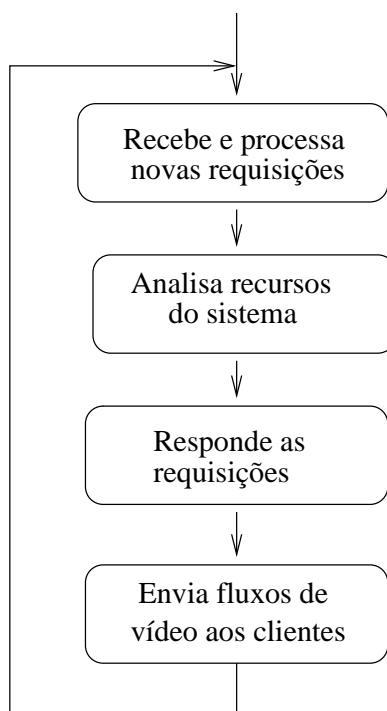 Recebe e processa
novas requisições
Analisa recursos
do sistema
Responde as
requisições
Envia fluxos de
vídeo aos clientes